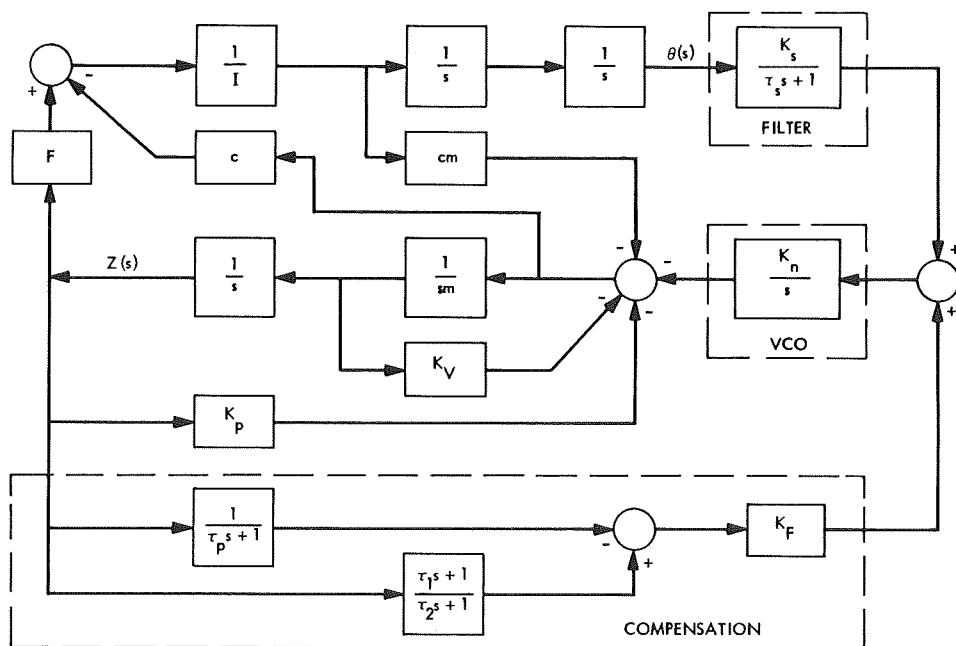 1
I
1
s
1
s
θ(s)
K_s
τ_s s + 1
FILTER
+
-
F
c
cm
-
+
Z(s)
1
s
1
sm
-
-
-
K_n
s
VCO
+
K_V
K_p
1
τ_p s + 1
-
+
K_F
τ_1 s + 1
τ_2 s + 1
COMPENSATION